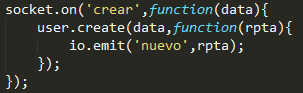 socket.on('crear',function(data){
    user.create(data,function(rpta){
        io.emit('nuevo',rpta);
    });
});